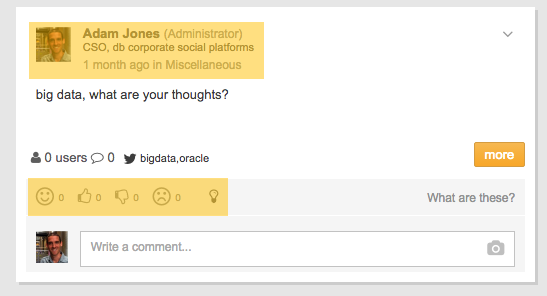 Adam Jones (Administrator)
CSO, db corporate social platforms
1 month ago in Miscellaneous
big data, what are your thoughts?
0 users 0 bigdata,oracle
more
0 0 0 0
What are these?
Write a comment...